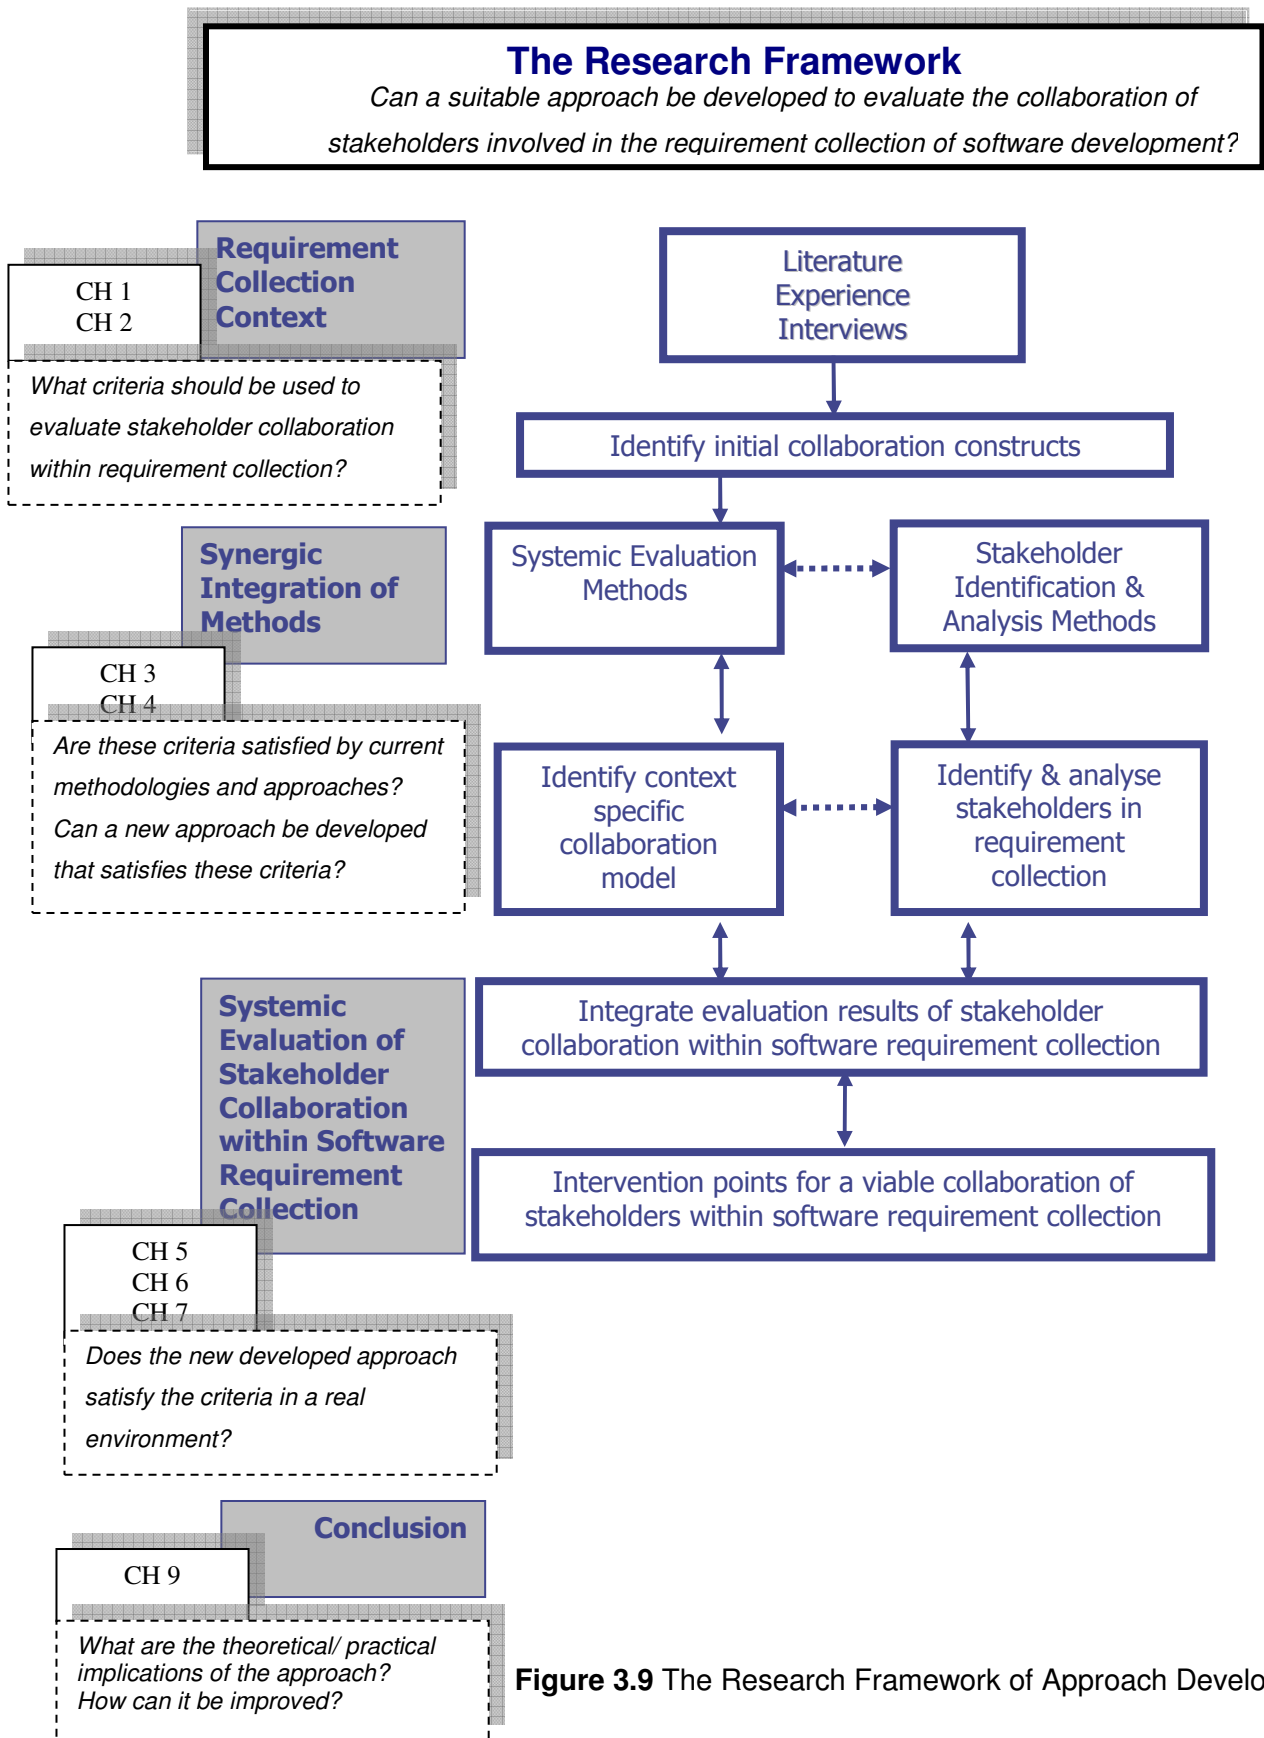 The Research Framework
Can a suitable approach be developed to evaluate the collaboration of
stakeholders involved in the requirement collection of software development?
Requirement
Collection
Context
CH 1
CH 2
What criteria should be used to
evaluate stakeholder collaboration
within requirement collection?
Literature
Experience
Interviews
Identify initial collaboration constructs
Synergic
Integration of
Methods
CH 3
CH 4
Are these criteria satisfied by current
methodologies and approaches?
Can a new approach be developed
that satisfies these criteria?
Systemic Evaluation
Methods
Stakeholder
Identification &
Analysis Methods
Identify context
specific
collaboration
model
Identify & analyse
stakeholders in
requirement
collection
Systemic
Evaluation of
Stakeholder
Collaboration
within Software
Requirement
Collection
CH 5
CH 6
CH 7
Does the new developed approach
satisfy the criteria in a real
environment?
Integrate evaluation results of stakeholder
collaboration within software requirement collection
Intervention points for a viable collaboration of
stakeholders within software requirement collection
Conclusion
CH 9
What are the theoretical/ practical
implications of the approach?
How can it be improved?
Figure 3.9 The Research Framework of Approach Develo